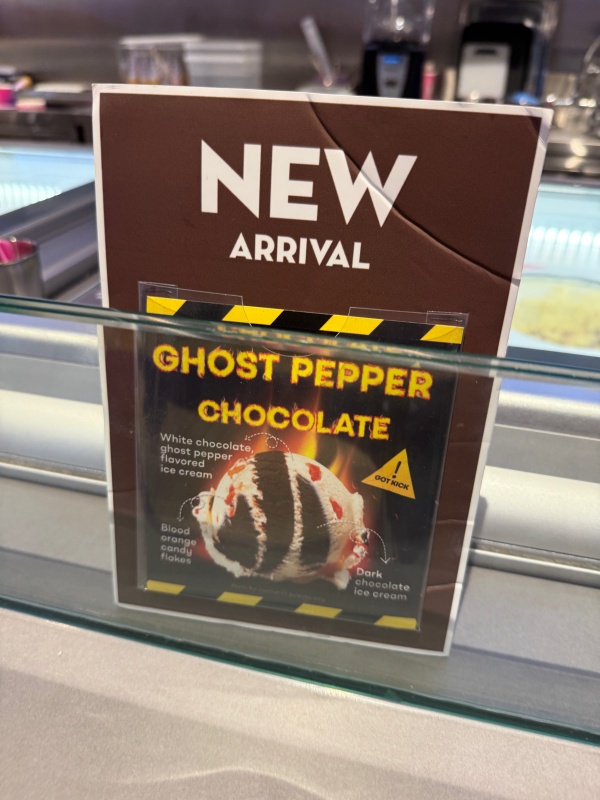 NEW
ARRIVAL
GHOST PEPPER
CHOCOLATE
White chocolate,
ghost pepper
flavored
ice cream
!
GOT KICK
Blood
orange
candy
flakes
Dark
chocolate
ice cream